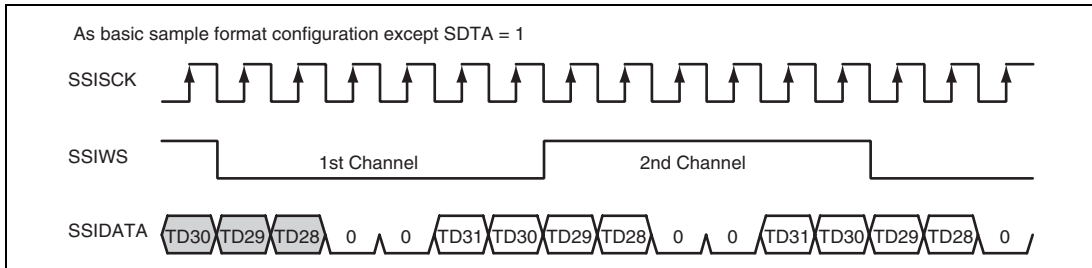 As basic sample format configuration except SDTA = 1
SSISCK
SSIWS
1st Channel
2nd Channel
SSIDATA
TD30 TD29 TD28 0 0 TD31 TD30 TD29 TD28 0 0 TD31 TD30 TD29 TD28 0